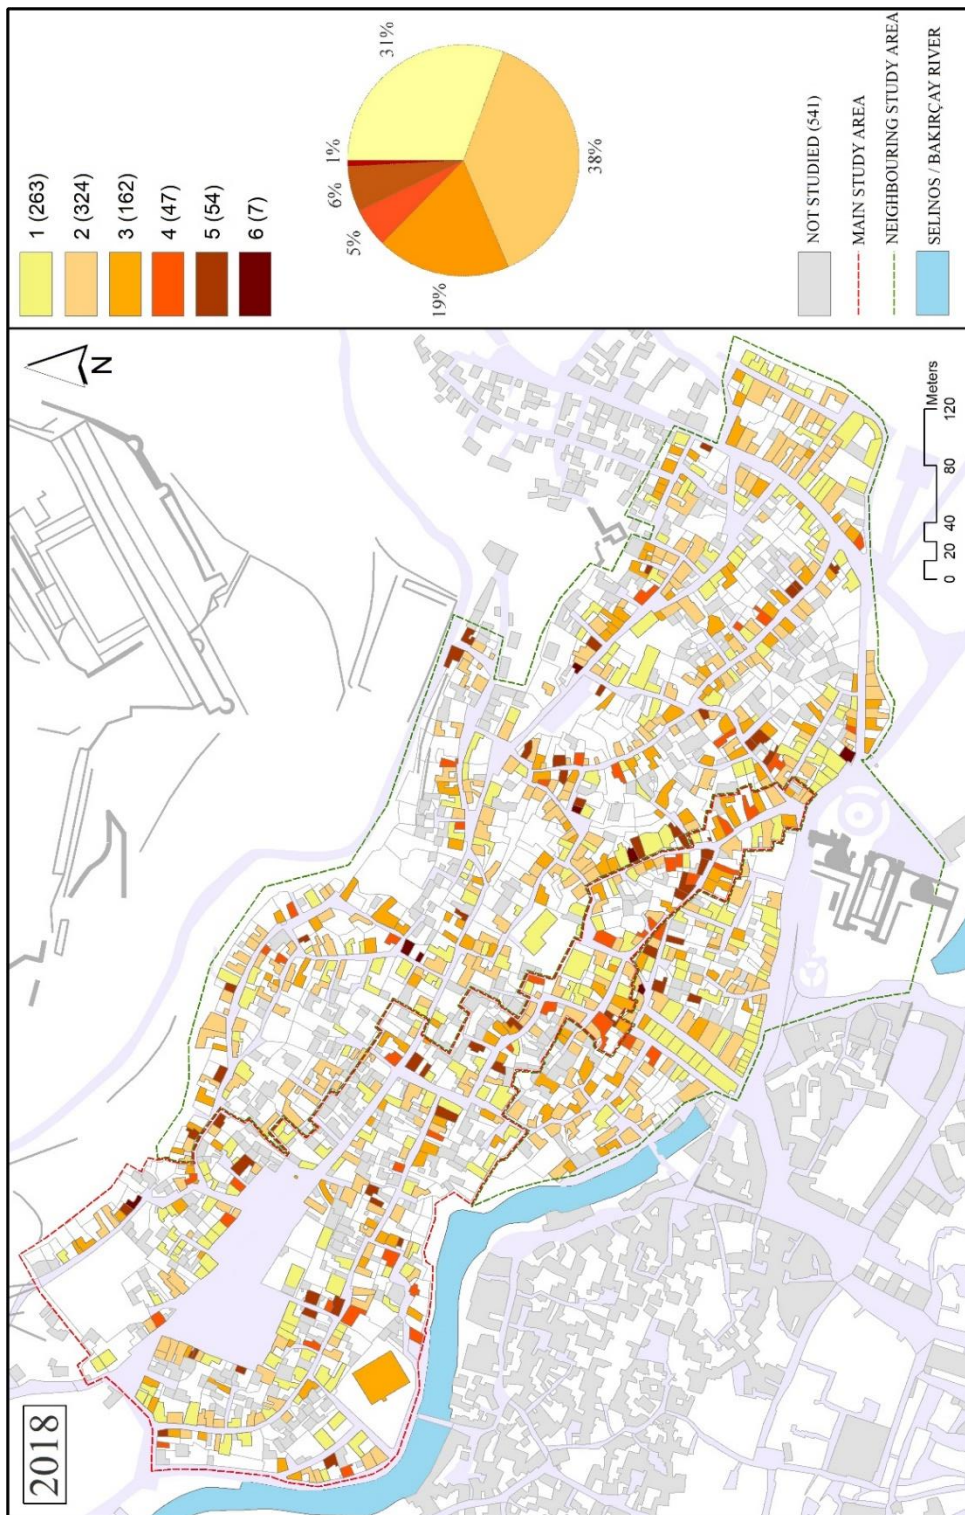 2018
N
0 20 40 80 120
Meters
1 (263)
2 (324)
3 (162)
4 (47)
5 (54)
6 (7)
31%
38%
19%
5%
6%
1%
NOT STUDIED (541)
MAIN STUDY AREA
NEIGHBOURING STUDY AREA
SELINOS / BAKIRÇAY RIVER